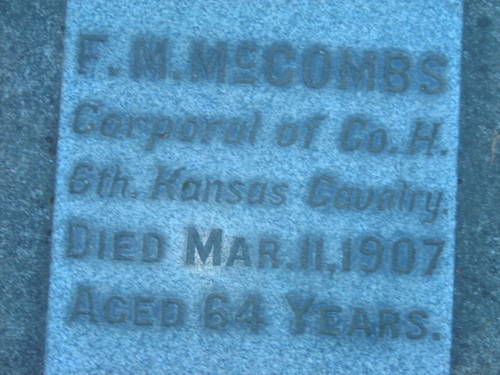 F. M. McCOMBS
Corporal of Co. H.
6th. Kansas Cavalry.
DIED MAR. 11, 1907
AGED 64 YEARS.